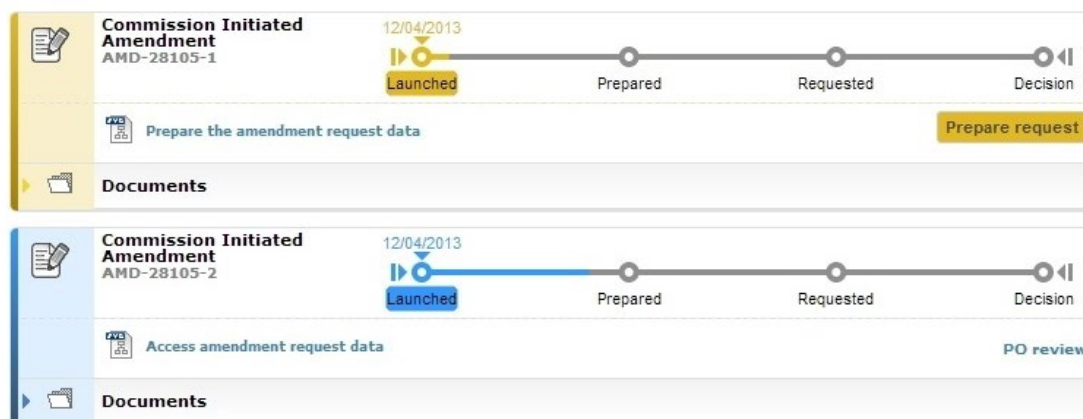 Commission Initiated
Amendment
AMD-28105-1
12/04/2013
Launched Prepared Requested Decision
Prepare the amendment request data Prepare request
Documents
Commission Initiated
Amendment
AMD-28105-2
12/04/2013
Launched Prepared Requested Decision
Access amendment request data PO review
Documents